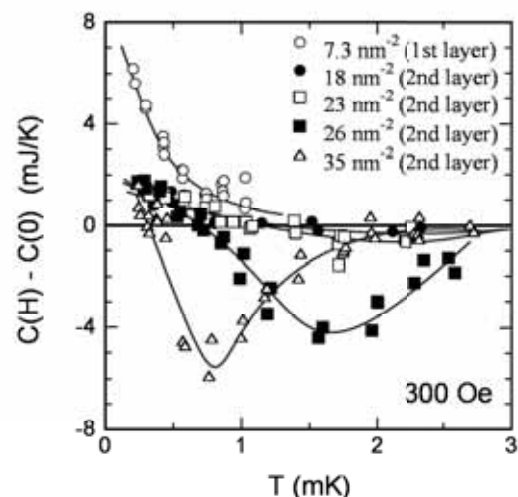 8
4
0
-4
-8
C(H) - C(0) (mJ/K)
7.3 nm⁻² (1st layer)
18 nm⁻² (2nd layer)
23 nm⁻² (2nd layer)
26 nm⁻² (2nd layer)
35 nm⁻² (2nd layer)
300 Oe
0 1 2 3
T (mK)